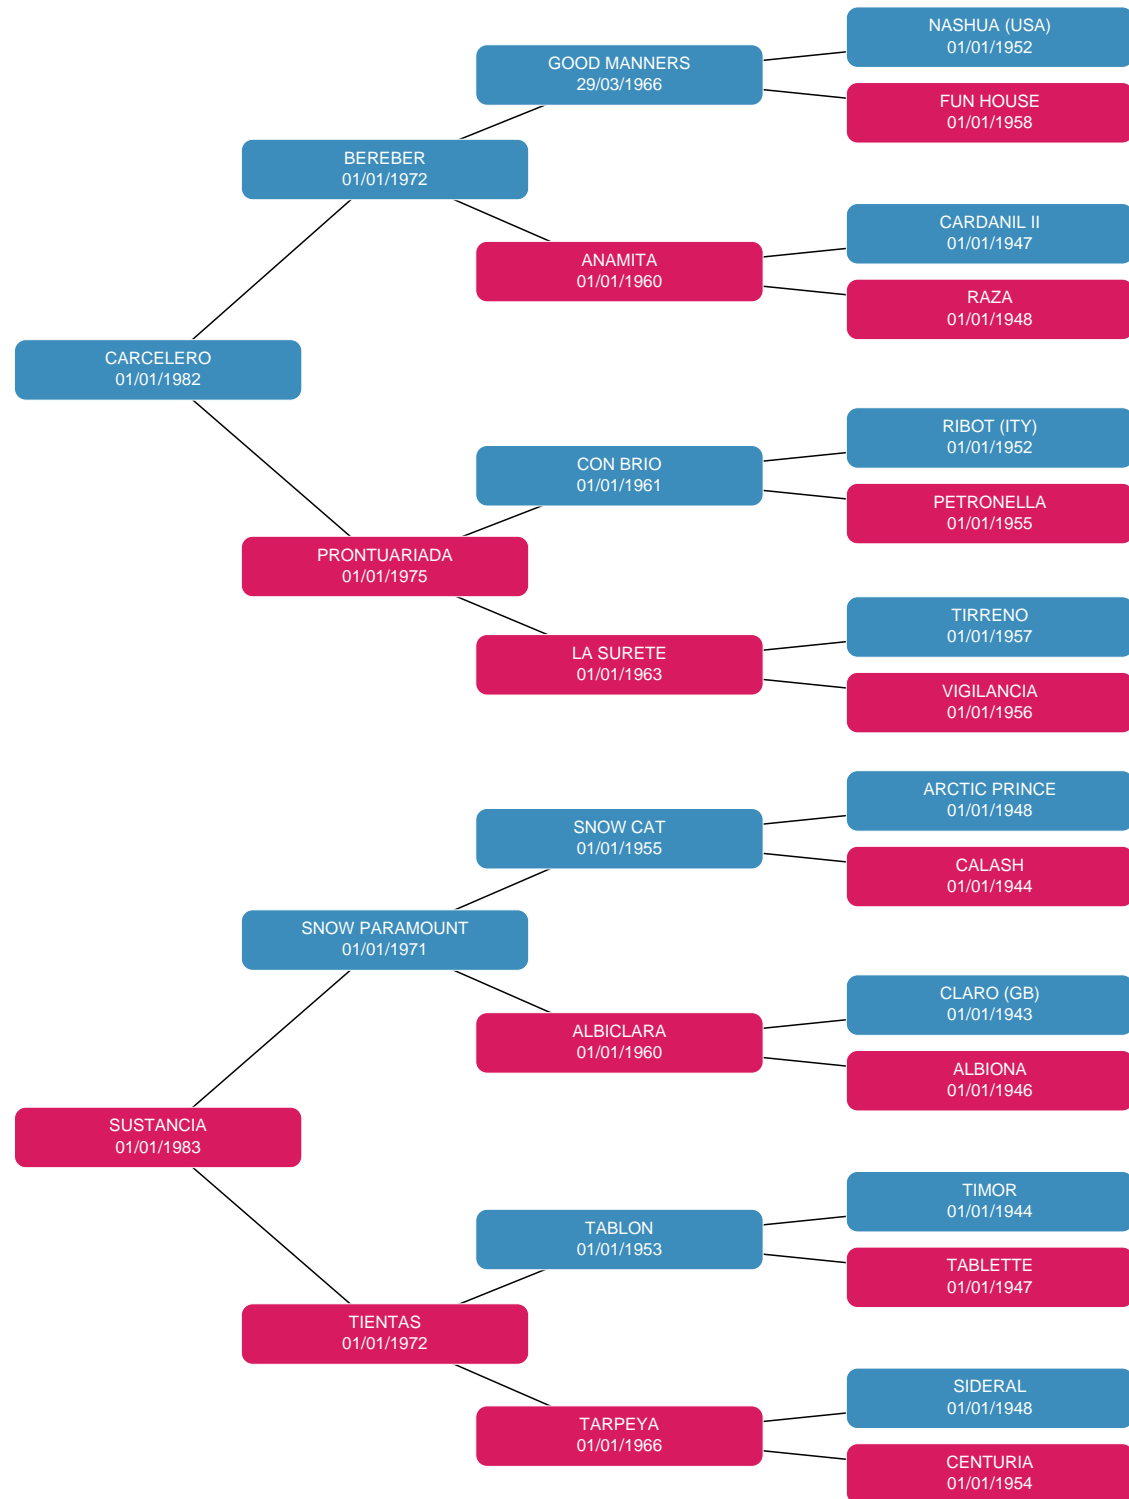 NASHUA (USA)
01/01/1952
GOOD MANNERS
29/03/1966
FUN HOUSE
01/01/1958
BEREBER
01/01/1972
CARDANIL II
01/01/1947
ANAMITA
01/01/1960
RAZA
01/01/1948
CARCELERO
01/01/1982
RIBOT (ITY)
01/01/1952
CON BRIO
01/01/1961
PETRONELLA
01/01/1955
PRONTUARIADA
01/01/1975
TIRRENO
01/01/1957
LA SURETE
01/01/1963
VIGILANCIA
01/01/1956
ARCTIC PRINCE
01/01/1948
SNOW CAT
01/01/1955
CALASH
01/01/1944
SNOW PARAMOUNT
01/01/1971
CLARO (GB)
01/01/1943
ALBICLARA
01/01/1960
ALBIONA
01/01/1946
SUSTANCIA
01/01/1983
TIMOR
01/01/1944
TABLON
01/01/1953
TABLETTE
01/01/1947
TIENTAS
01/01/1972
SIDERAL
01/01/1948
TARPEYA
01/01/1966
CENTURIA
01/01/1954